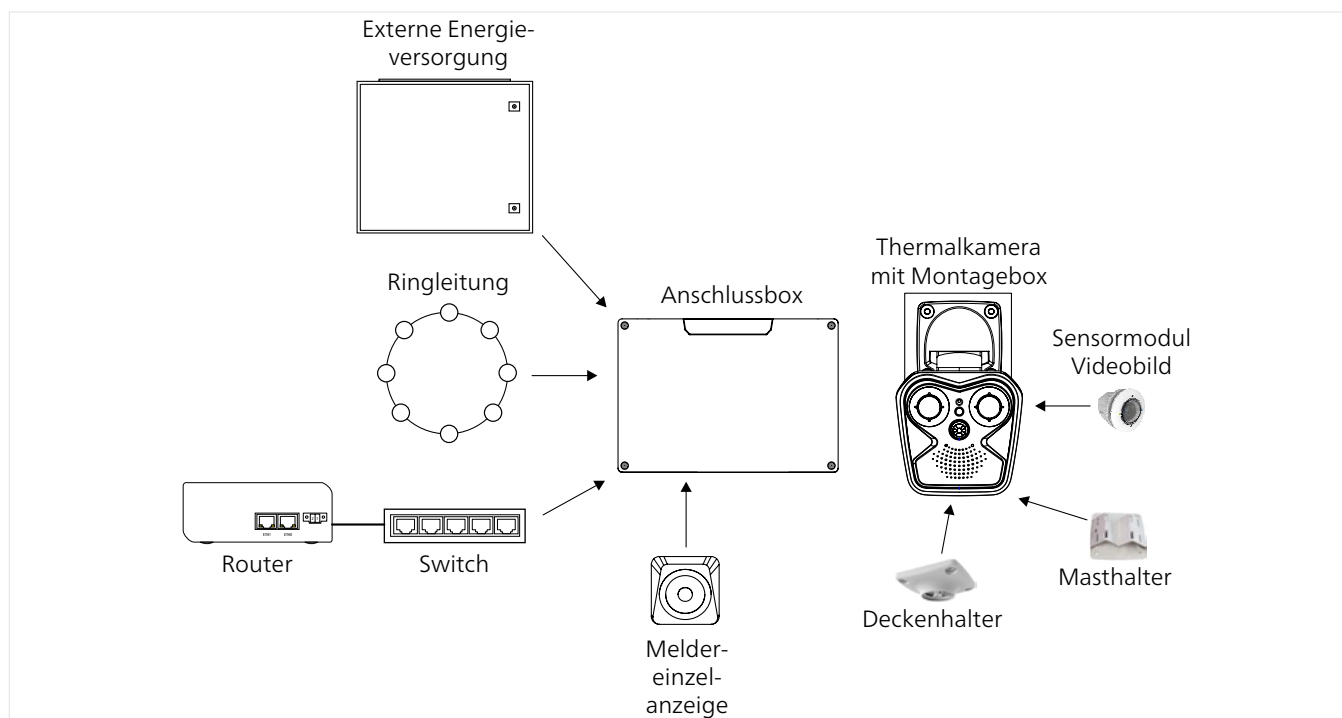 Externe Energie-
versorgung
Thermalkamera
mit Montagebox
Ringleitung
Anschlussbox
Sensormodul
Videobild
Router
Switch
Masthalter
Deckenhalter
Melder-
einzel-
anzeige